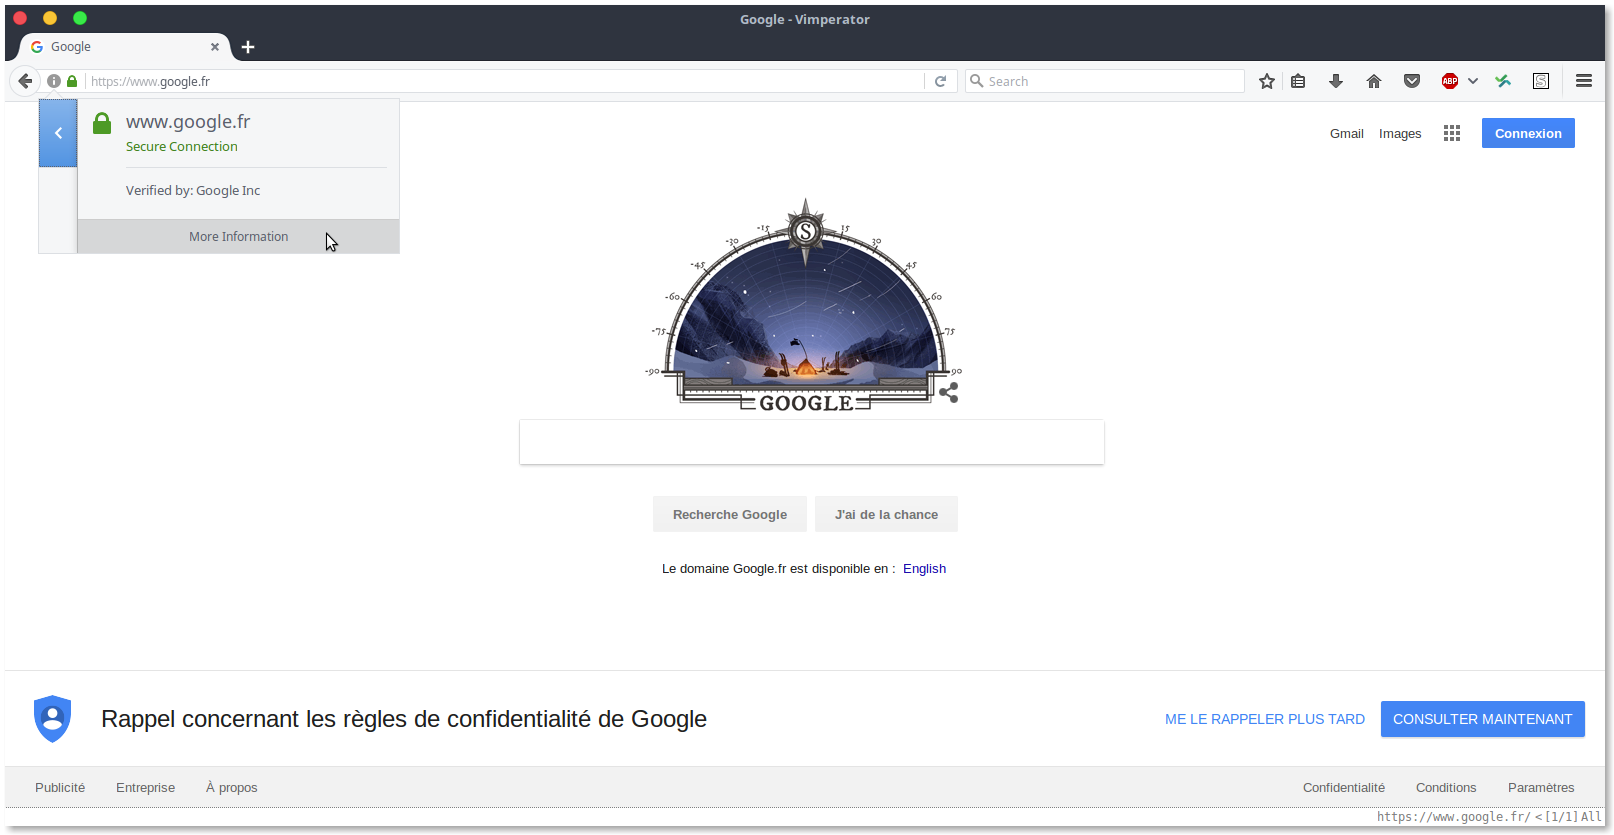 Google - Vimperator
Google
https://www.google.fr
Search
ABP
S
www.google.fr
Secure Connection
Verified by: Google Inc
More Information
Gmail Images Connexion
S
-15 15
-30 30
-45 45
-60 60
-75 75
-90 90
GOOGLE
Recherche Google J'ai de la chance
Le domaine Google.fr est disponible en : English
Rappel concernant les règles de confidentialité de Google
ME LE RAPPELER PLUS TARD CONSULTER MAINTENANT
Publicité Entreprise À propos Confidentialité Conditions Paramètres
https://www.google.fr/ <[1/1]All